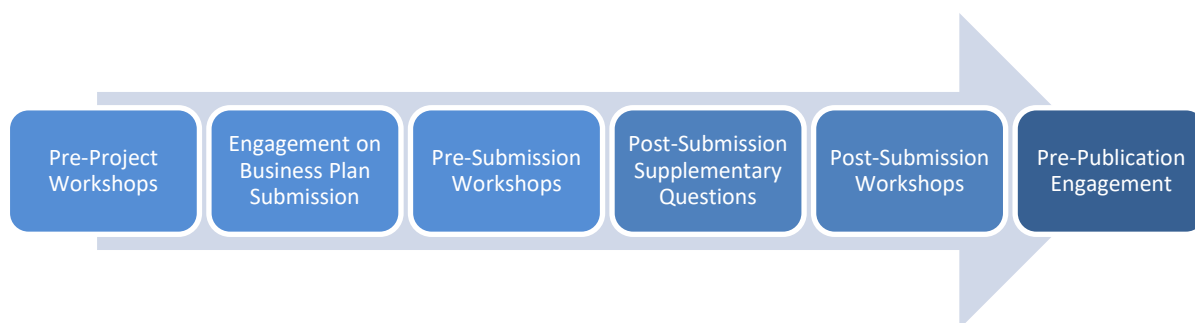 Pre-Project
Workshops
Engagement on
Business Plan
Submission
Pre-Submission
Workshops
Post-Submission
Supplementary
Questions
Post-Submission
Workshops
Pre-Publication
Engagement